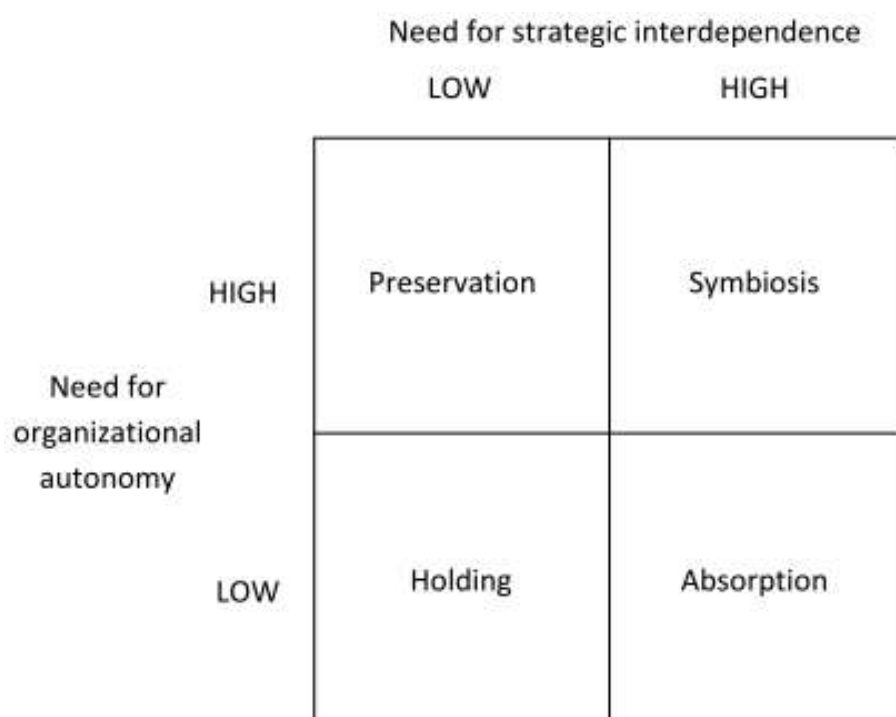 Need for strategic interdependence
LOW HIGH
HIGH Preservation Symbiosis
Need for
organizational
autonomy
LOW Holding Absorption